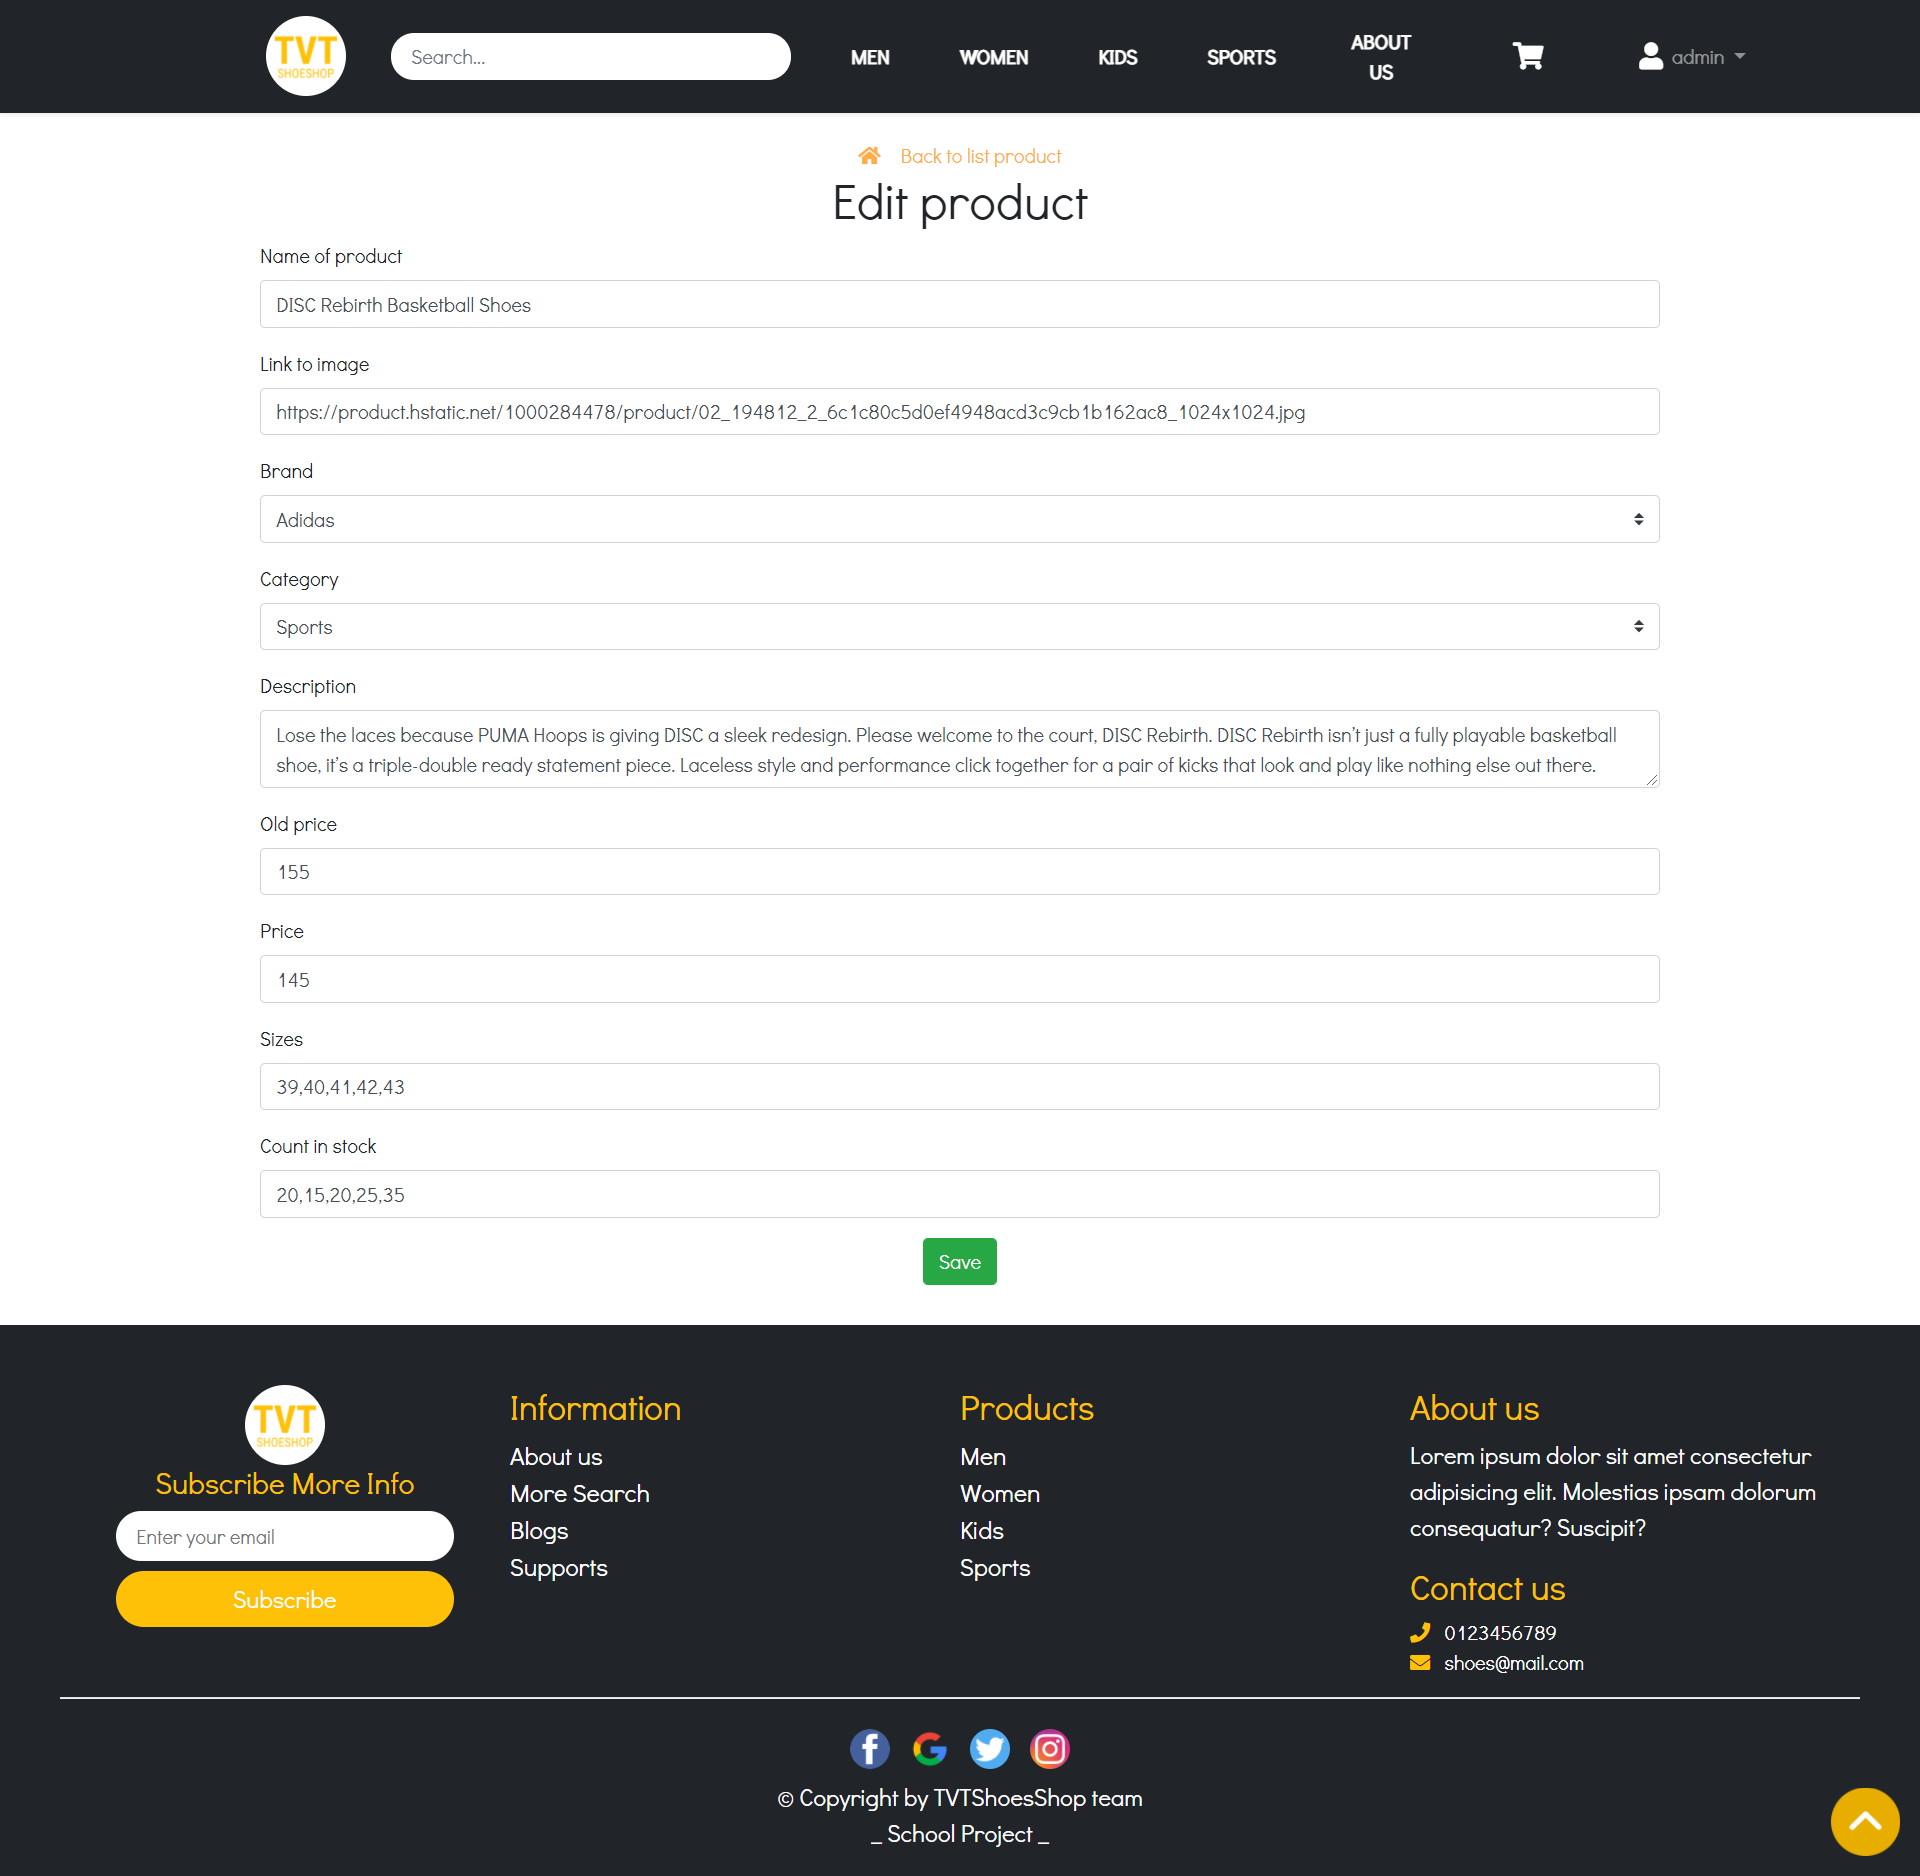 TVT
SHOESHOP
Search...
MEN
WOMEN
KIDS
SPORTS
ABOUT
US
admin
Back to list product
Edit product
Name of product
DISC Rebirth Basketball Shoes
Link to image
https://product.hstatic.net/1000284478/product/02_194812_2_6c1c80c5d0ef4948acd3c9cb1b162ac8_1024x1024.jpg
Brand
Adidas
Category
Sports
Description
Lose the laces because PUMA Hoops is giving DISC a sleek redesign. Please welcome to the court, DISC Rebirth. DISC Rebirth isn’t just a fully playable basketball
shoe, it’s a triple-double ready statement piece. Laceless style and performance click together for a pair of kicks that look and play like nothing else out there.
Old price
155
Price
145
Sizes
39,40,41,42,43
Count in stock
20,15,20,25,35
Save
TVT
SHOESHOP
Subscribe More Info
Enter your email
Subscribe
Information
About us
More Search
Blogs
Supports
Products
Men
Women
Kids
Sports
About us
Lorem ipsum dolor sit amet consectetur
adipisicing elit. Molestias ipsam dolorum
consequatur? Suscipit?
Contact us
0123456789
shoes@mail.com
© Copyright by TVTShoesShop team
_ School Project _